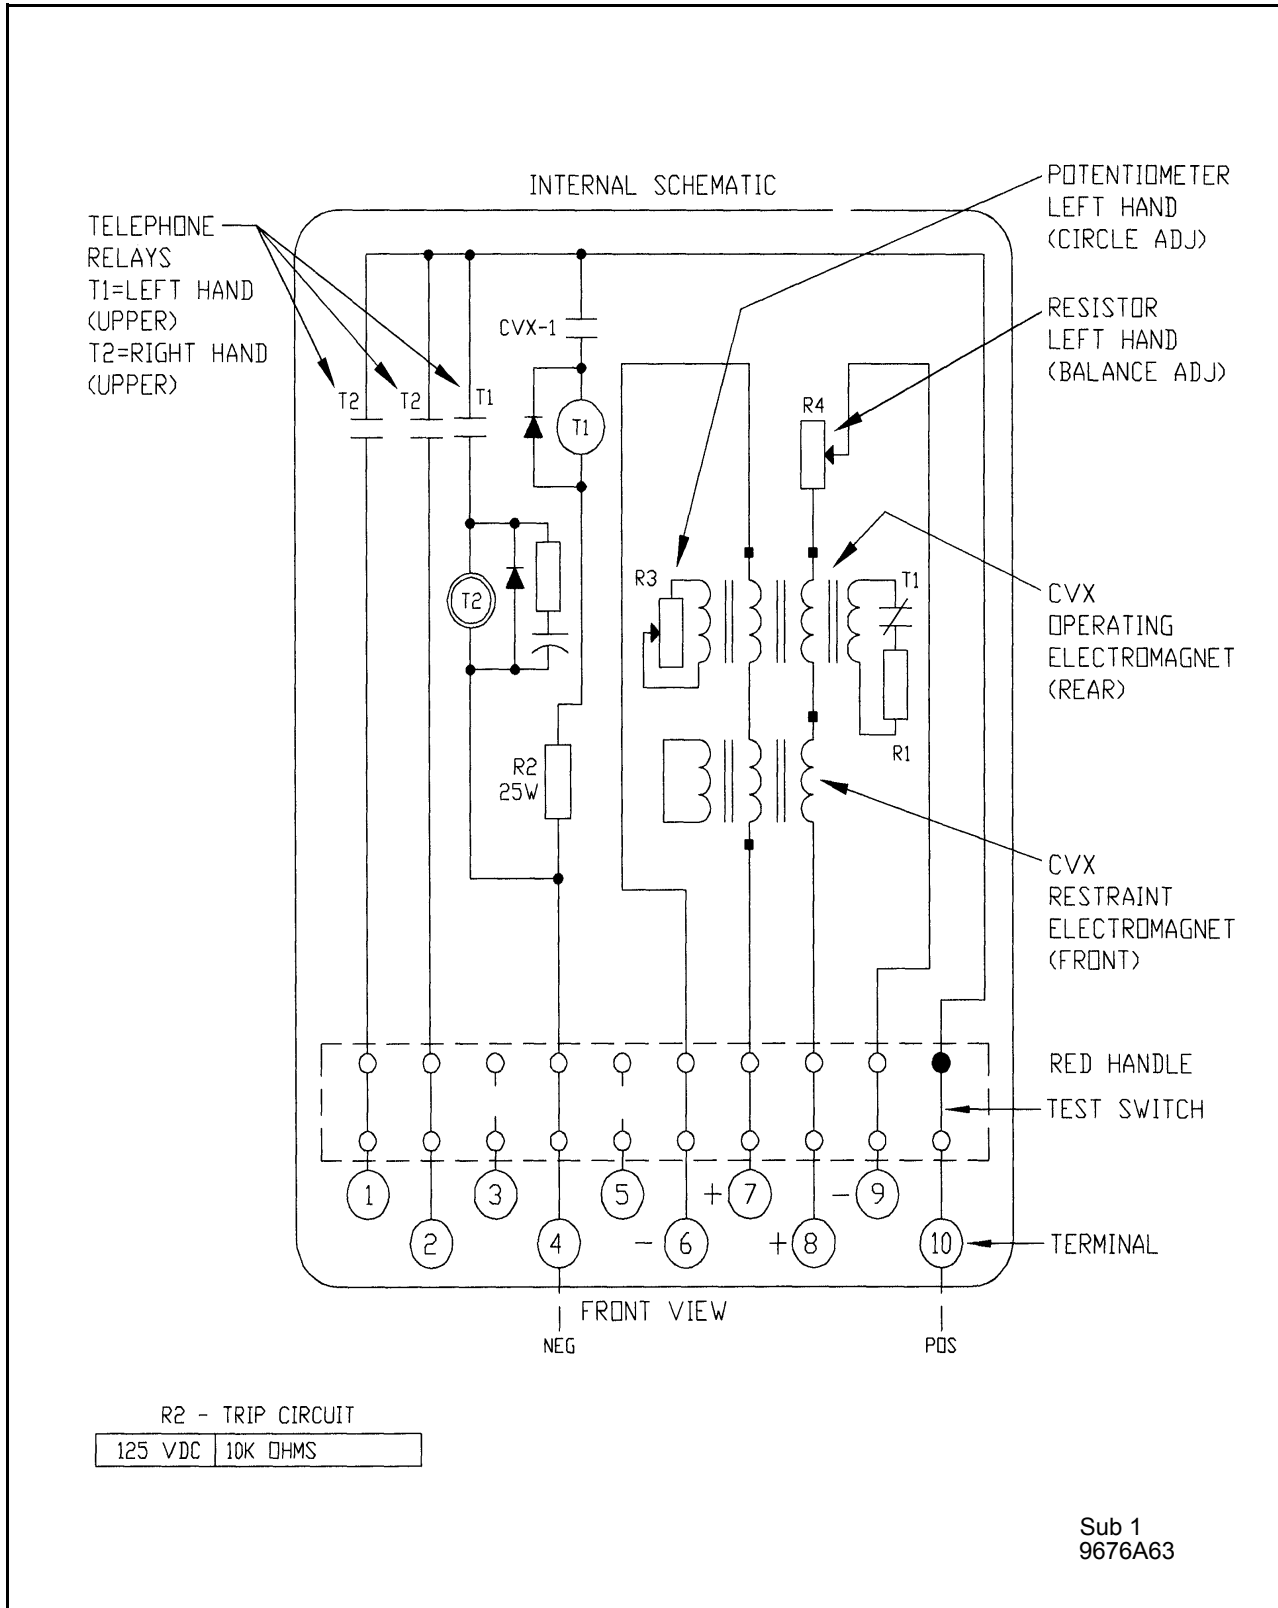 INTERNAL SCHEMATIC
POTENTIOMETER
LEFT HAND
(CIRCLE ADJ)
TELEPHONE
RELAYS
T1=LEFT HAND
(UPPER)
T2=RIGHT HAND
(UPPER)
RESISTOR
LEFT HAND
(BALANCE ADJ)
CVX-1
T2
T2
T1
T1
R4
R3
T1
T2
CVX
OPERATING
ELECTROMAGNET
(REAR)
R1
R2
25W
CVX
RESTRAINT
ELECTROMAGNET
(FRONT)
RED HANDLE
TEST SWITCH
1
3
5
+ 7
- 9
2
4
- 6
+ 8
10
TERMINAL
FRONT VIEW
NEG
POS
R2 - TRIP CIRCUIT
125 VDC 10K OHMS
Sub 1
9676A63